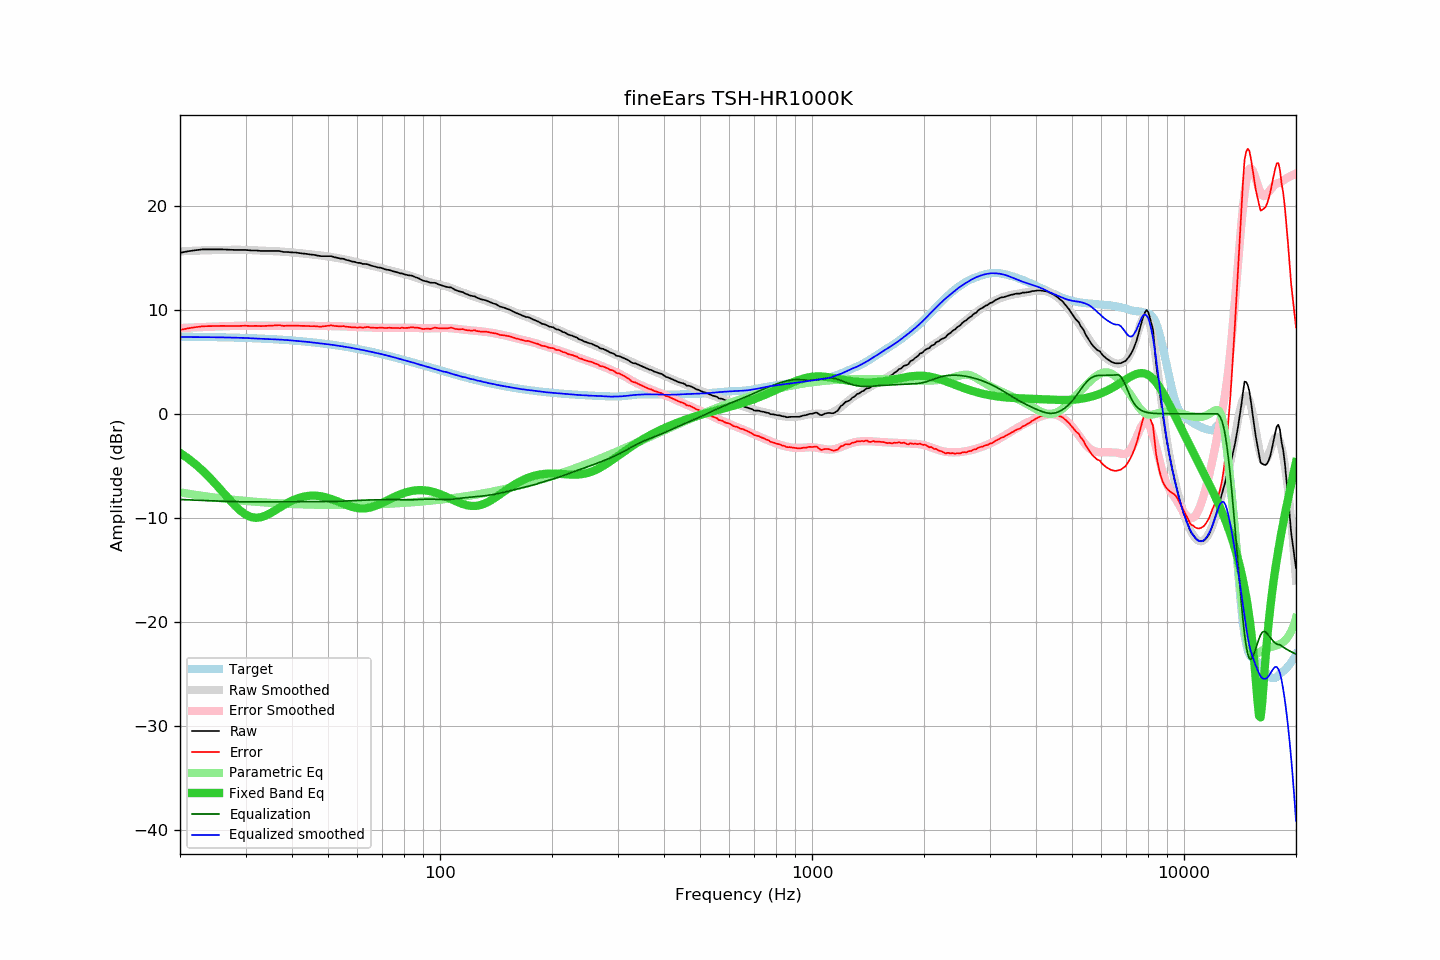 fineEars TSH-HR1000K
Amplitude (dBr)
20
10
0
−10
−20
−30
−40
Target
Raw Smoothed
Error Smoothed
Raw
Error
Parametric Eq
Fixed Band Eq
Equalization
Equalized smoothed
100
1000
10000
Frequency (Hz)